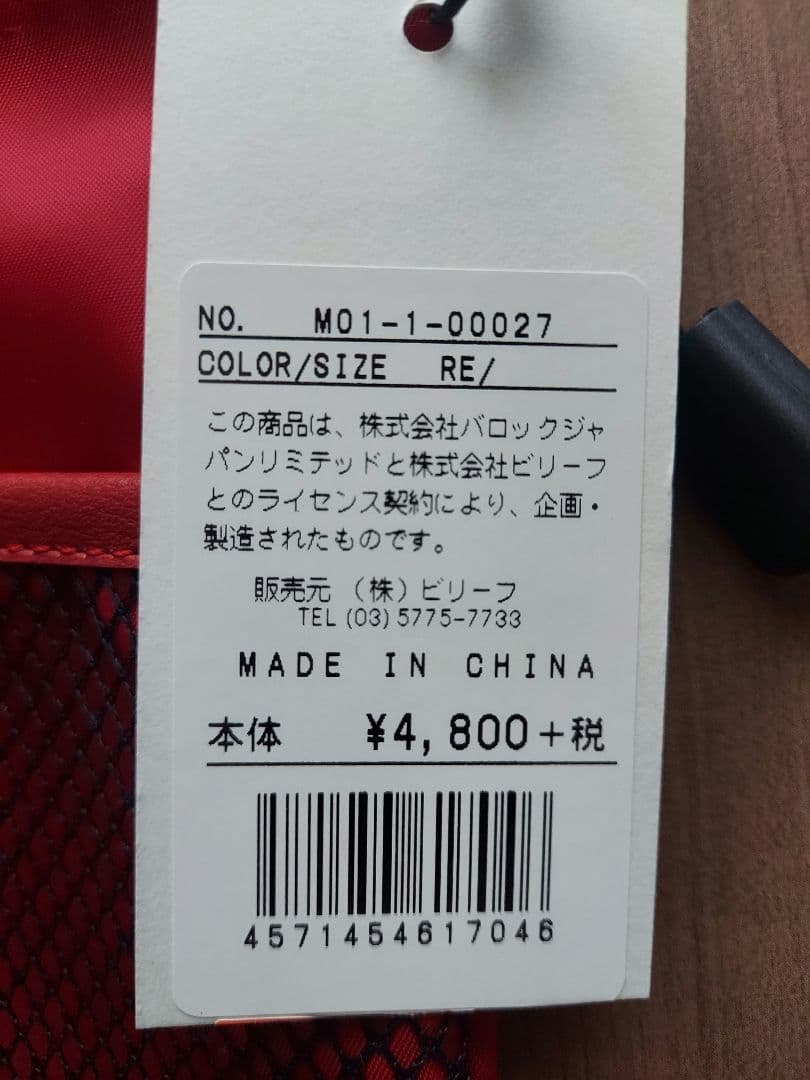 NO. M01-1-00027
COLOR/SIZE RE/
この商品は、株式会社バロックジャ
パンリミテッドと株式会社ビリーフ
とのライセンス契約により、企画・
製造されたものです。
販売元 (株)ビリーフ
TEL (03) 5775-7733
MADE IN CHINA
本体 ¥4,800+税
4571454617046